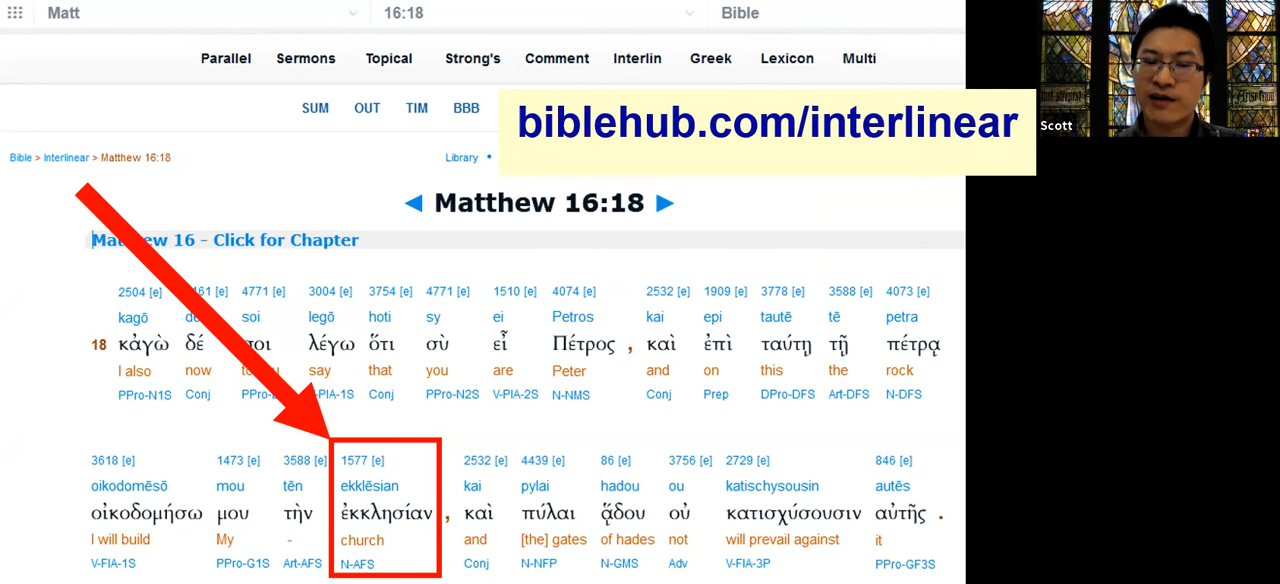 Matt 16:18 Bible
Parallel Sermons Topical Strong's Comment Interlin Greek Lexicon Multi
SUM OUT TIM BBB
biblehub.com/interlinear
Scott
Bible > Interlinear > Matthew 16:18 Library •
◄ Matthew 16:18 ►
Matthew 16 - Click for Chapter
2504 [e] [e] 4771 [e] 3004 [e] 3754 [e] 4771 [e] 1510 [e] 4074 [e] 2532 [e] 1909 [e] 3778 [e] 3588 [e] 4073 [e]
kagō soi legō hoti sy ei Petros kai epi tautē tē petra
18 κἀγὼ δέ λέγω ὅτι σὺ εἶ Πέτρος , καὶ ἐπὶ ταύτῃ τῇ πέτρᾳ
I also now say that you are Peter and on this the rock
PPro-N1S Conj V-PIA-1S Conj PPro-N2S V-PIA-2S N-NMS Conj Prep DPro-DFS Art-DFS N-DFS
3618 [e] 1473 [e] 3588 [e] 1577 [e] 2532 [e] 4439 [e] 86 [e] 3756 [e] 2729 [e] 846 [e]
oikodomēsō mou tēn ekklēsian kai pylai hadou ou katischysousin autēs
οἰκοδομήσω μου τὴν ἐκκλησίαν , καὶ πύλαι ᾅδου οὐ κατισχύσουσιν αὐτῆς .
I will build My - church and [the] gates of hades not will prevail against it
V-FIA-1S PPro-G1S Art-AFS N-AFS Conj N-NFP N-GMS Adv V-FIA-3P PPro-GF3S